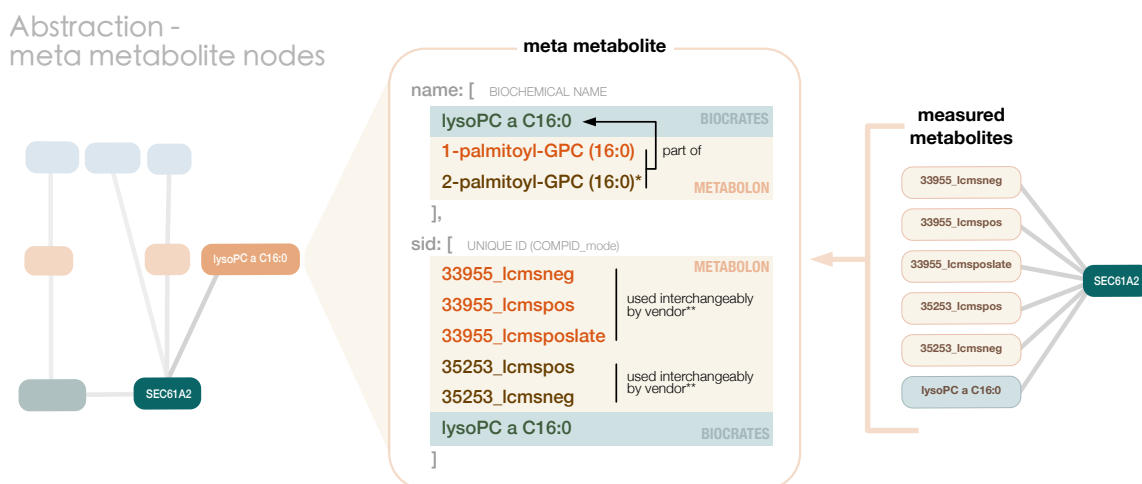 Abstraction -
meta metabolite nodes
lysoPC a C16:0
SEC61A2
meta metabolite
name: [ BIOCHEMICAL NAME
lysoPC a C16:0
BIOCRATES
1-palmitoyl-GPC (16:0)
part of
2-palmitoyl-GPC (16:0)*
METABOLON
],
sid: [ UNIQUE ID (COMPID_mode)
METABOLON
33955_lcmsneg
33955_lcmspos
33955_lcmsposlate
used interchangeably
by vendor**
35253_lcmspos
35253_lcmsneg
used interchangeably
by vendor**
lysoPC a C16:0
BIOCRATES
]
measured
metabolites
33955_lcmsneg
33955_lcmspos
33955_lcmsposlate
35253_lcmspos
35253_lcmsneg
lysoPC a C16:0
SEC61A2